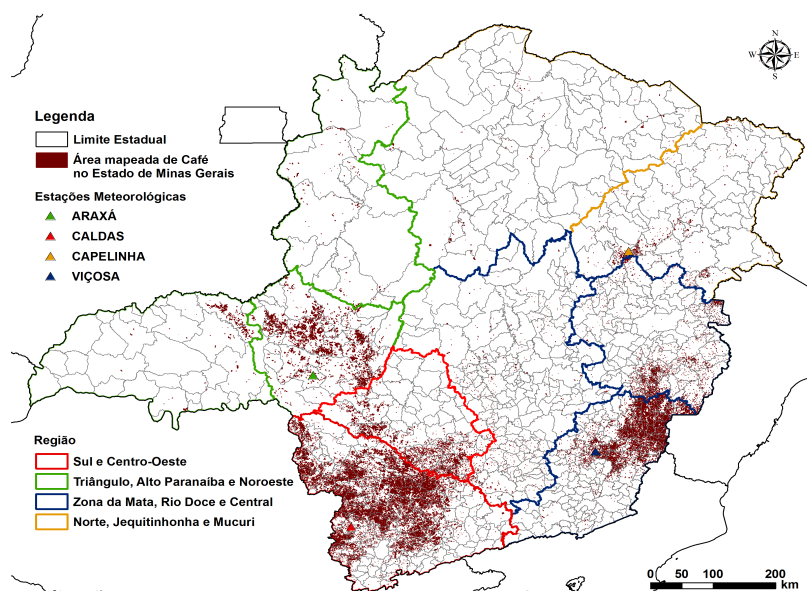 N
W
E
S
Legenda
Limite Estadual
Área mapeada de Café
no Estado de Minas Gerais
Estações Meteorológicas
ARAXÁ
CALDAS
CAPELINHA
VIÇOSA
Região
Sul e Centro-Oeste
Triângulo, Alto Paranaíba e Noroeste
Zona da Mata, Rio Doce e Central
Norte, Jequitinhonha e Mucuri
0 50 100 200
km